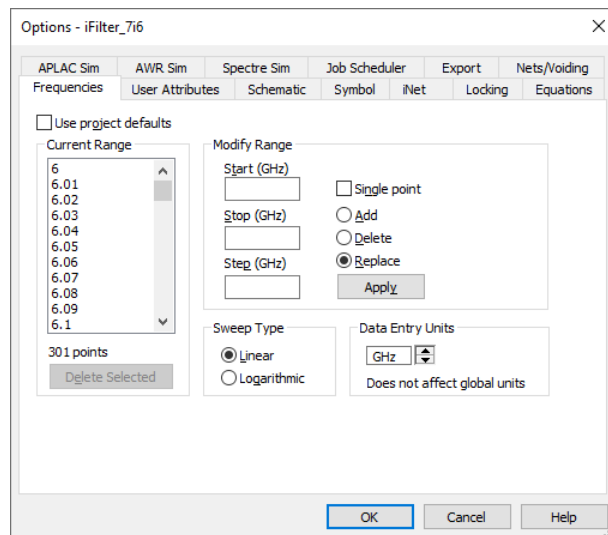 Options - iFilter_7i6
APLAC Sim AWR Sim Spectre Sim Job Scheduler Export Nets/Voiding
Frequencies User Attributes Schematic Symbol iNet Locking Equations
Use project defaults
Current Range
6
6.01
6.02
6.03
6.04
6.05
6.06
6.07
6.08
6.09
6.1
301 points
Delete Selected
Modify Range
Start (GHz)
Stop (GHz)
Step (GHz)
Single point
Add
Delete
Replace
Apply
Sweep Type
Linear
Logarithmic
Data Entry Units
GHz
Does not affect global units
OK Cancel Help